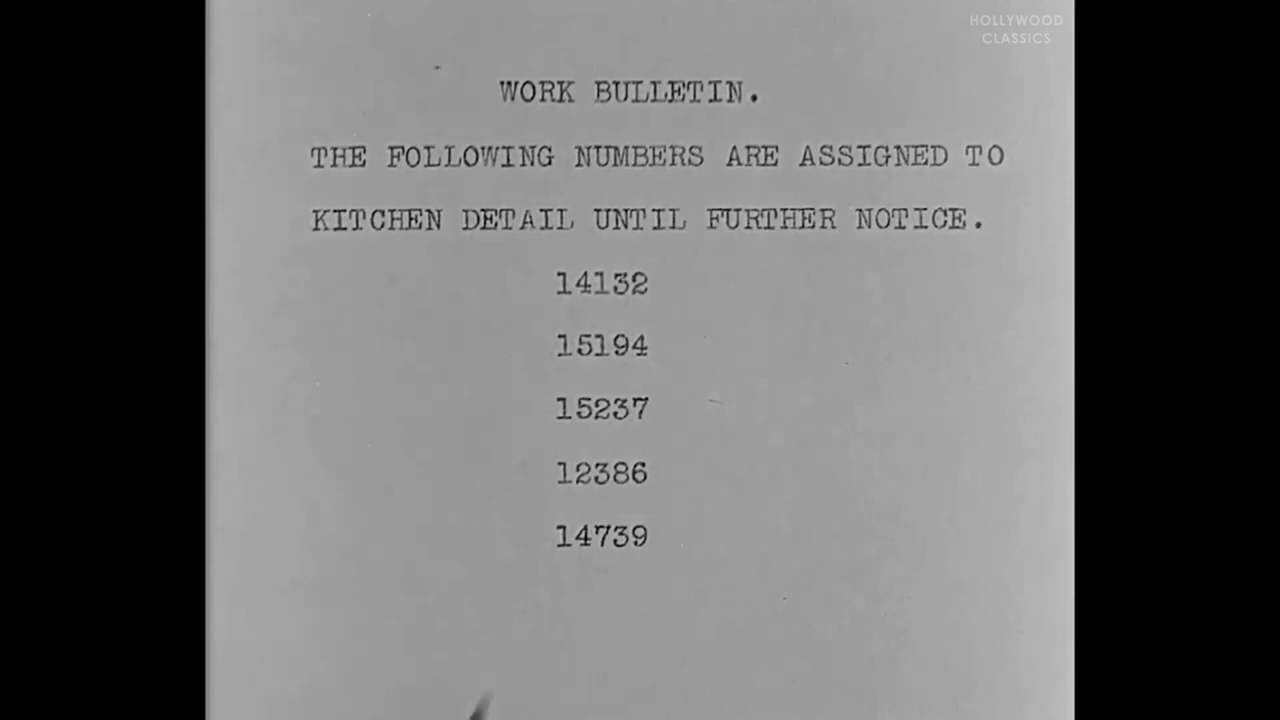 HOLLYWOOD
CLASSICS
WORK BULLETIN.
THE FOLLOWING NUMBERS ARE ASSIGNED TO
KITCHEN DETAIL UNTIL FURTHER NOTICE.
14132
15194
15237
12386
14739